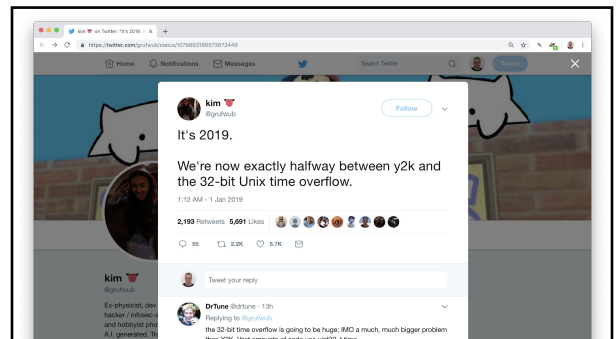 kim 👅 on Twitter: "It's 2019.
https://twitter.com/grufwub/status/1079893186573672449
Home Notifications Messages Search Twitter Tweet
kim
@grufwub
Follow
It's 2019.
We're now exactly halfway between y2k and
the 32-bit Unix time overflow.
1:12 AM - 1 Jan 2019
2,193 Retweets 5,691 Likes
55 2.2K 5.7K
Tweet your reply
kim
@grufwub
Ex-physicist, dev
hacker / infosec-e
and hobbyist pho
A.I. generated. Tra
DrTune @drtune · 13h
Replying to @grufwub
the 32-bit time overflow is going to be huge; IMO a much, much bigger problem